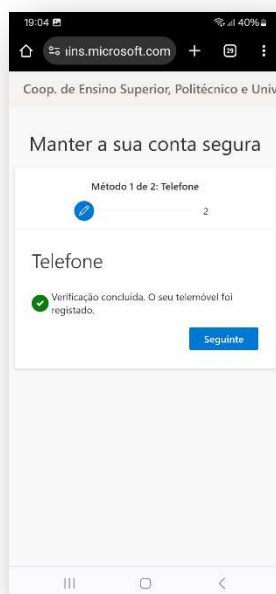 19:04 40%
ıins.microsoft.com 29
Coop. de Ensino Superior, Politécnico e Univ
Manter a sua conta segura
Método 1 de 2: Telefone
2
Telefone
Verificação concluída. O seu telemóvel foi
registado.
Seguinte